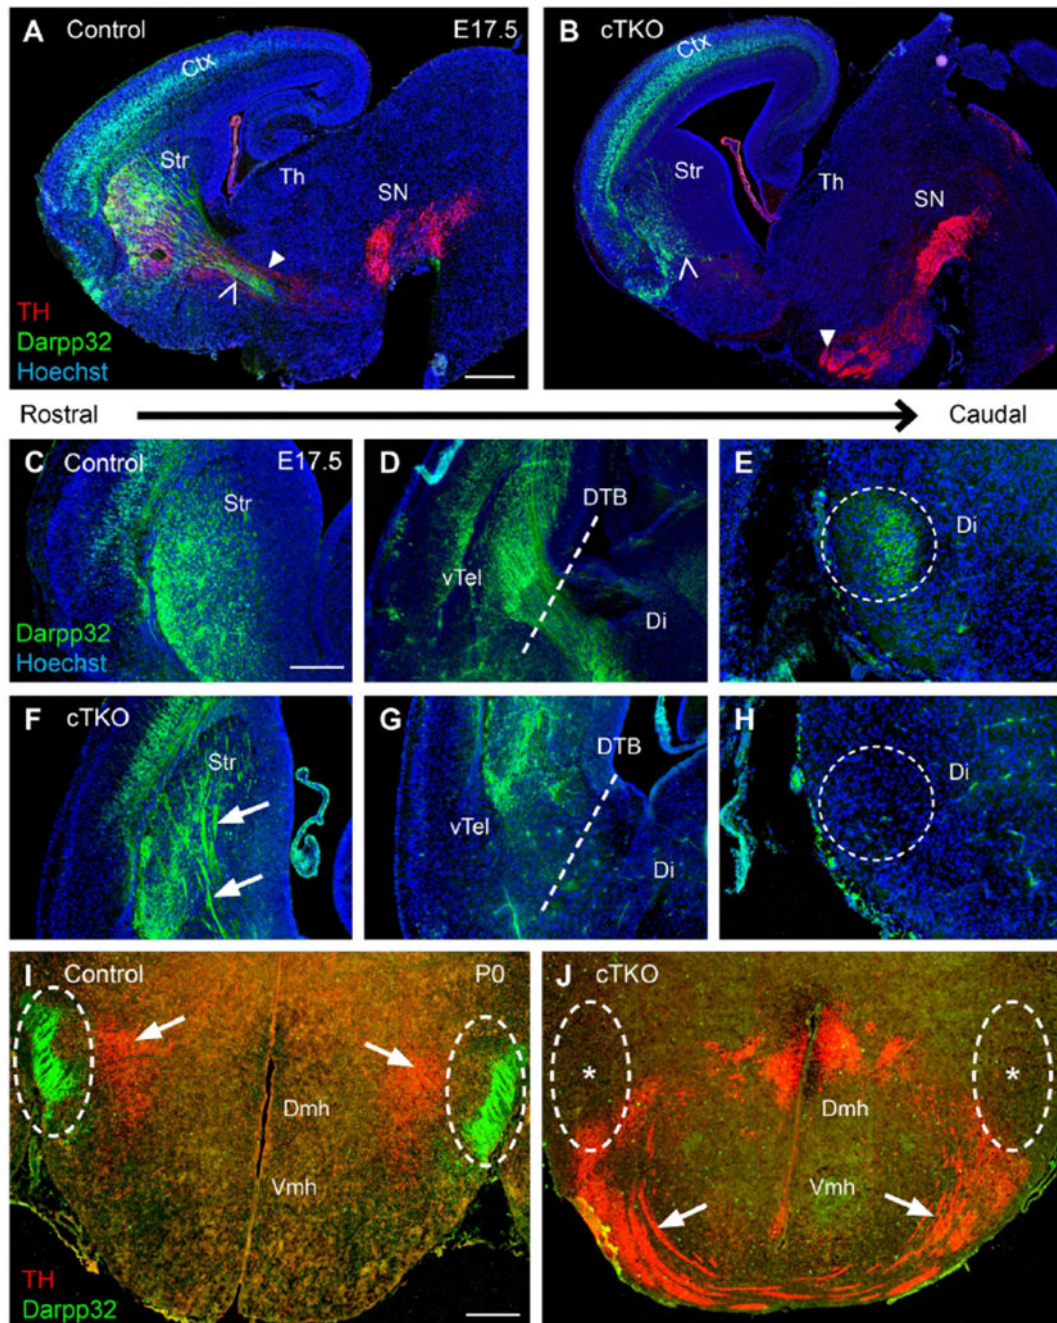 A Control E17.5
Ctx
Str
Th
SN
TH
Darpp32
Hoechst
B cTKO
Ctx
Str
Th
SN
Rostral Caudal
C Control E17.5
Str
Darpp32
Hoechst
D
DTB
vTel
Di
E
Di
F cTKO
Str
G
DTB
vTel
Di
H
Di
I Control P0
Dmh
Vmh
TH
Darpp32
J cTKO
* *
Dmh
Vmh